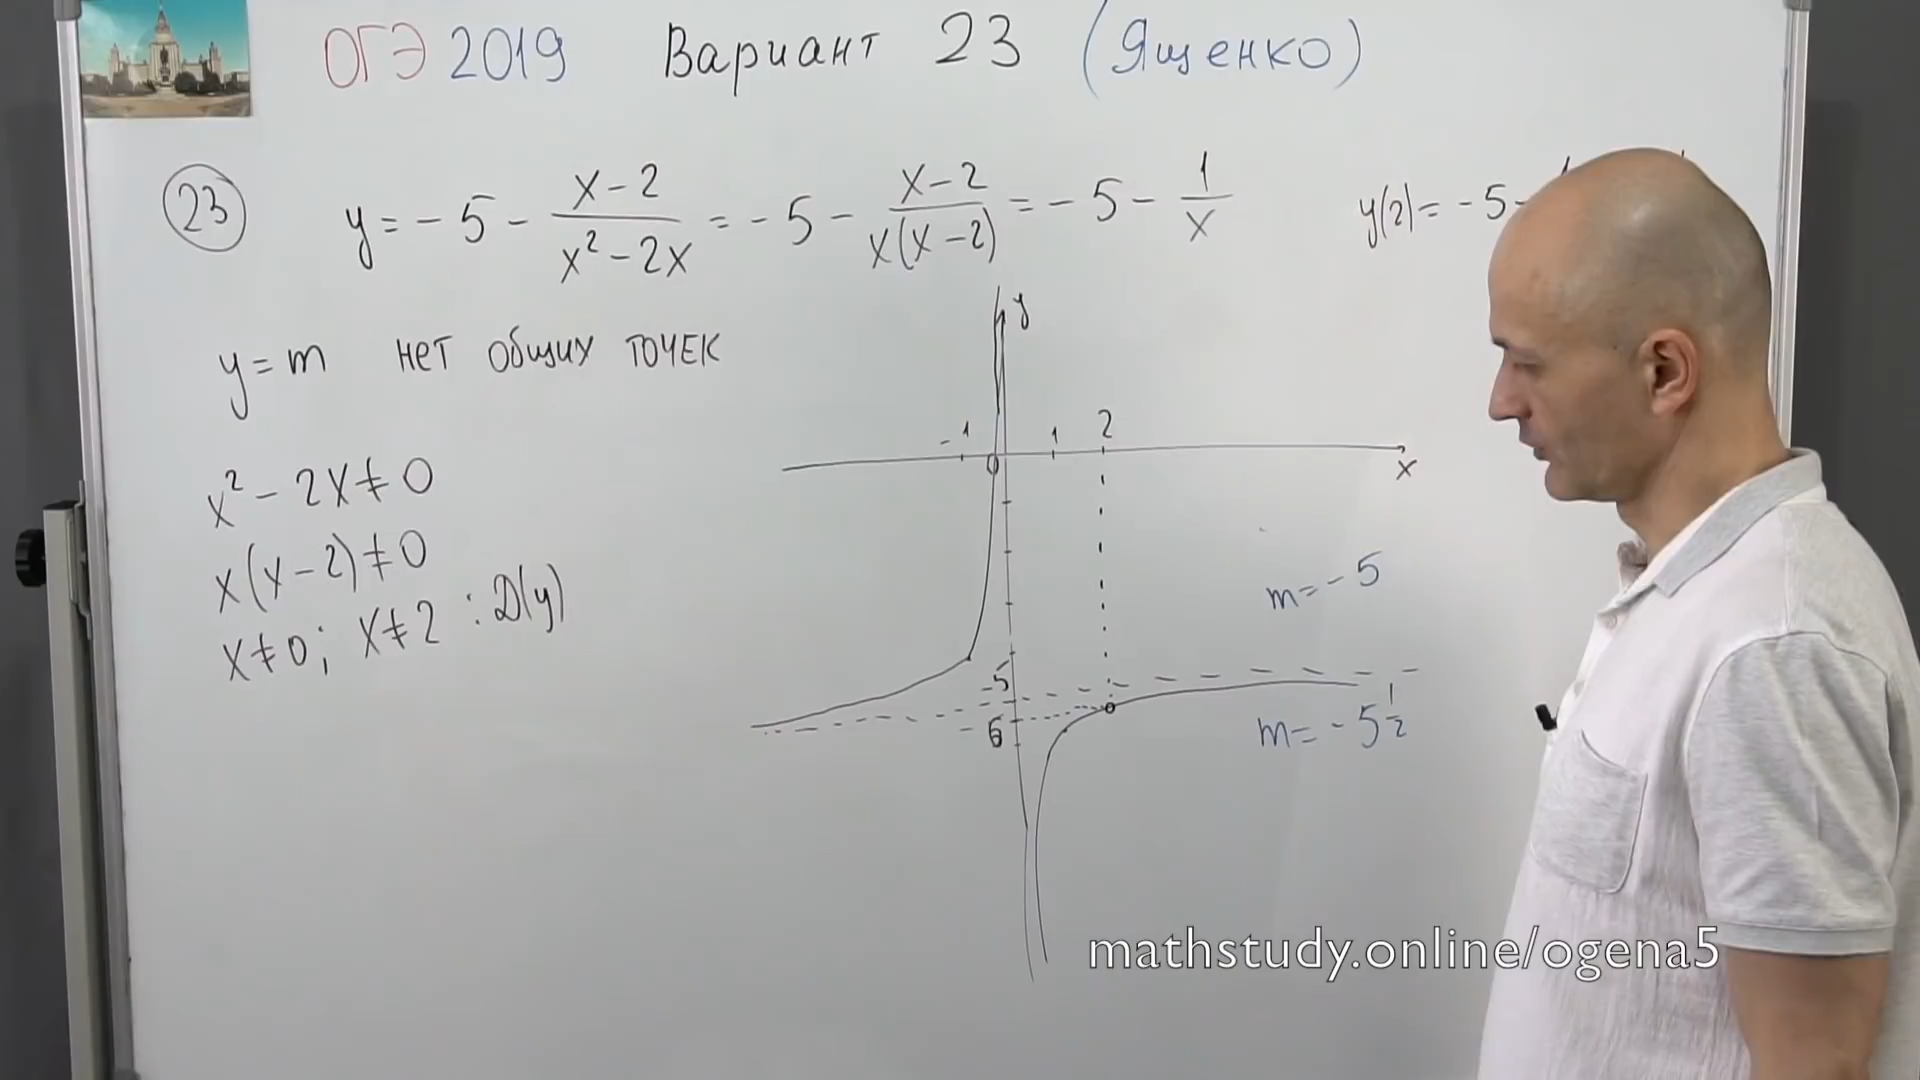 ОГЭ 2019 Вариант 23 (Ященко)
23
y = -5 - (x-2)/(x²-2x) = -5 - (x-2)/(x(x-2)) = -5 - 1/x
y(2) = -5 -
y = m нет общих точек
x² - 2x ≠ 0
x(x-2) ≠ 0
x ≠ 0; x ≠ 2 : D(y)
y
-1 0 1 2
x
-5
-6
m = -5
m = -5 1/2
mathstudy.online/ogena5